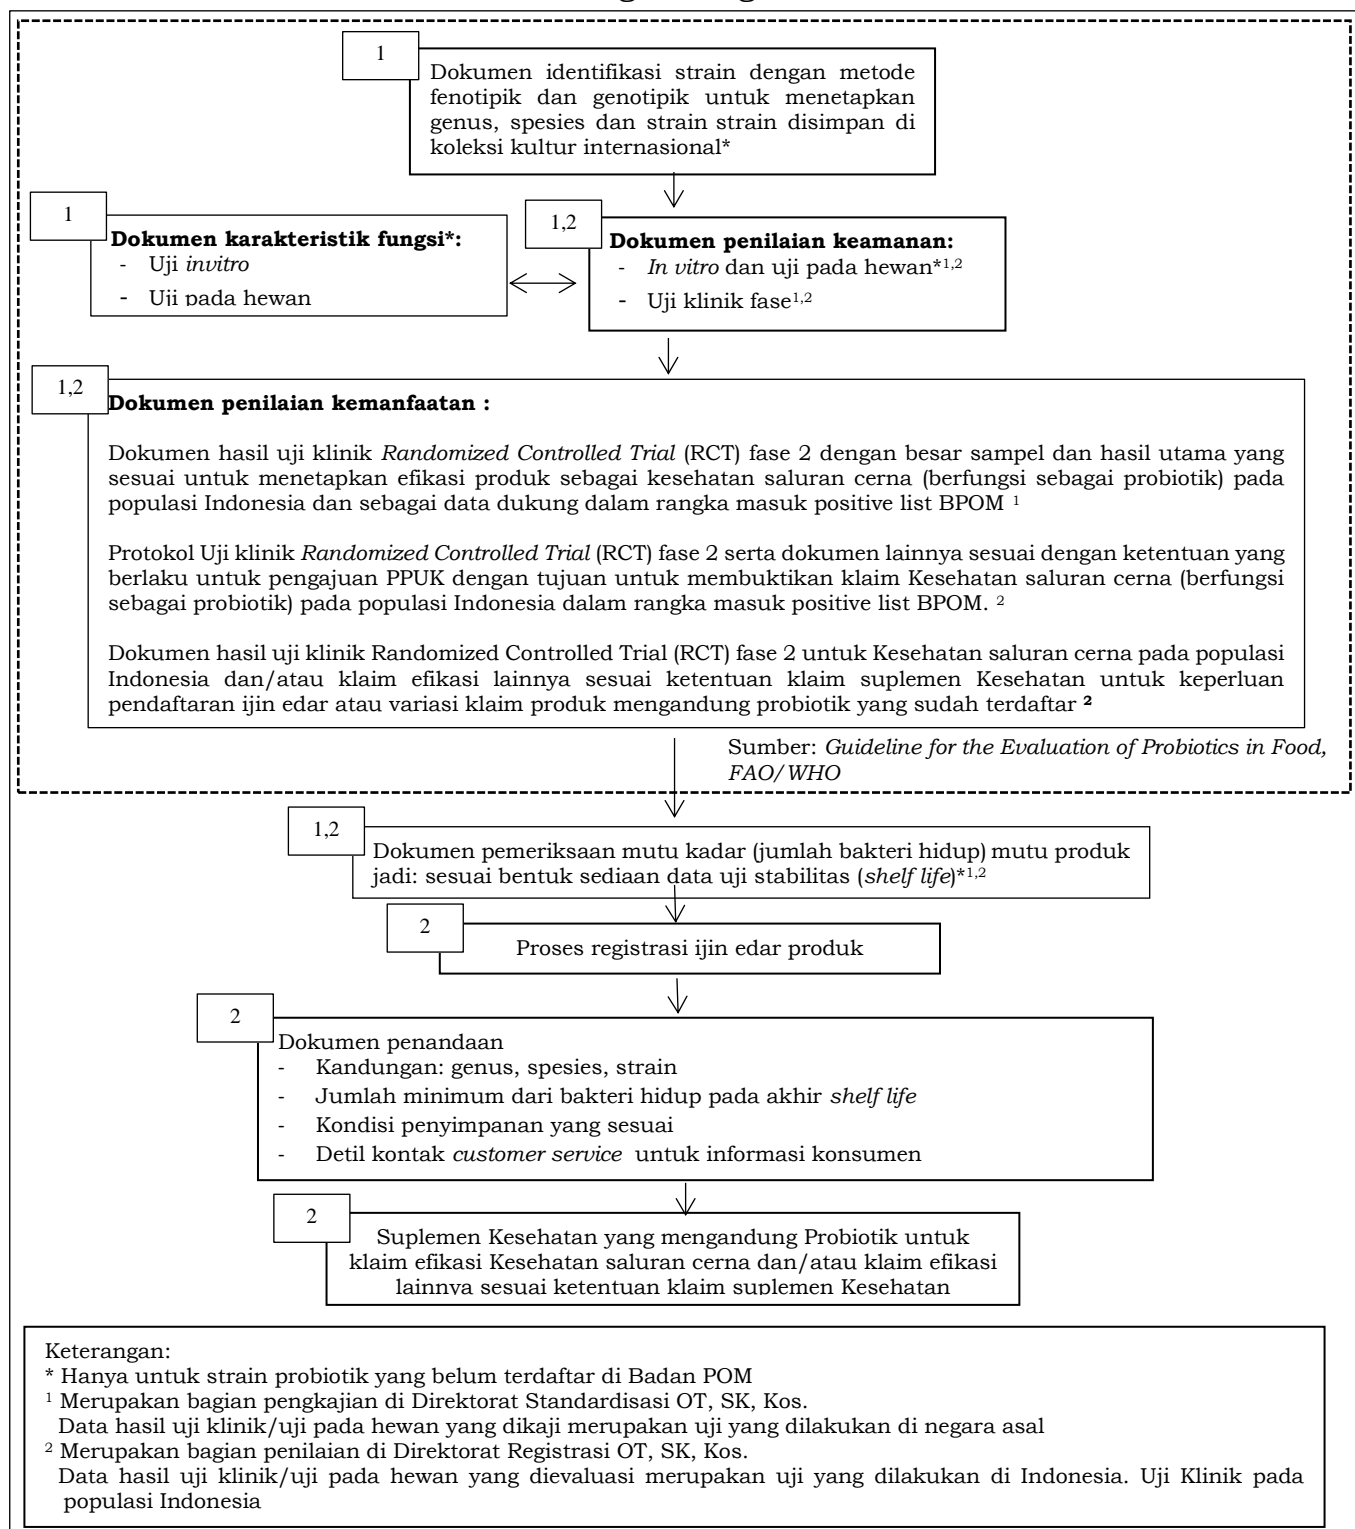 1
Dokumen identifikasi strain dengan metode
fenotipik dan genotipik untuk menetapkan
genus, spesies dan strain strain disimpan di
koleksi kultur internasional*
1
Dokumen karakteristik fungsi*:
- Uji invitro
- Uji pada hewan
1,2
Dokumen penilaian keamanan:
- In vitro dan uji pada hewan*1,2
- Uji klinik fase1,2
1,2
Dokumen penilaian kemanfaatan :
Dokumen hasil uji klinik Randomized Controlled Trial (RCT) fase 2 dengan besar sampel dan hasil utama yang
sesuai untuk menetapkan efikasi produk sebagai kesehatan saluran cerna (berfungsi sebagai probiotik) pada
populasi Indonesia dan sebagai data dukung dalam rangka masuk positive list BPOM 1
Protokol Uji klinik Randomized Controlled Trial (RCT) fase 2 serta dokumen lainnya sesuai dengan ketentuan yang
berlaku untuk pengajuan PPUK dengan tujuan untuk membuktikan klaim Kesehatan saluran cerna (berfungsi
sebagai probiotik) pada populasi Indonesia dalam rangka masuk positive list BPOM. 2
Dokumen hasil uji klinik Randomized Controlled Trial (RCT) fase 2 untuk Kesehatan saluran cerna pada populasi
Indonesia dan/atau klaim efikasi lainnya sesuai ketentuan klaim suplemen Kesehatan untuk keperluan
pendaftaran ijin edar atau variasi klaim produk mengandung probiotik yang sudah terdaftar 2
Sumber: Guideline for the Evaluation of Probiotics in Food,
FAO/WHO
1,2
Dokumen pemeriksaan mutu kadar (jumlah bakteri hidup) mutu produk
jadi: sesuai bentuk sediaan data uji stabilitas (shelf life)*1,2
2
Proses registrasi ijin edar produk
2
Dokumen penandaan
- Kandungan: genus, spesies, strain
- Jumlah minimum dari bakteri hidup pada akhir shelf life
- Kondisi penyimpanan yang sesuai
- Detil kontak customer service untuk informasi konsumen
2
Suplemen Kesehatan yang mengandung Probiotik untuk
klaim efikasi Kesehatan saluran cerna dan/atau klaim efikasi
lainnya sesuai ketentuan klaim suplemen Kesehatan
Keterangan:
* Hanya untuk strain probiotik yang belum terdaftar di Badan POM
1 Merupakan bagian pengkajian di Direktorat Standardisasi OT, SK, Kos.
Data hasil uji klinik/uji pada hewan yang dikaji merupakan uji yang dilakukan di negara asal
2 Merupakan bagian penilaian di Direktorat Registrasi OT, SK, Kos.
Data hasil uji klinik/uji pada hewan yang dievaluasi merupakan uji yang dilakukan di Indonesia. Uji Klinik pada
populasi Indonesia